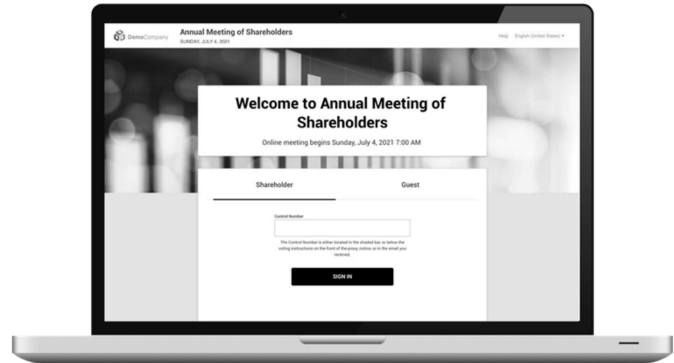 DemoCompany
Annual Meeting of Shareholders
SUNDAY, JULY 4, 2021
Help English (United States)
Welcome to Annual Meeting of
Shareholders
Online meeting begins Sunday, July 4, 2021 7:00 AM
Shareholder Guest
Control Number
The Control Number is either located in the shaded bar, or below the
voting instructions on the front of the proxy notice, or in the email you
received.
SIGN IN